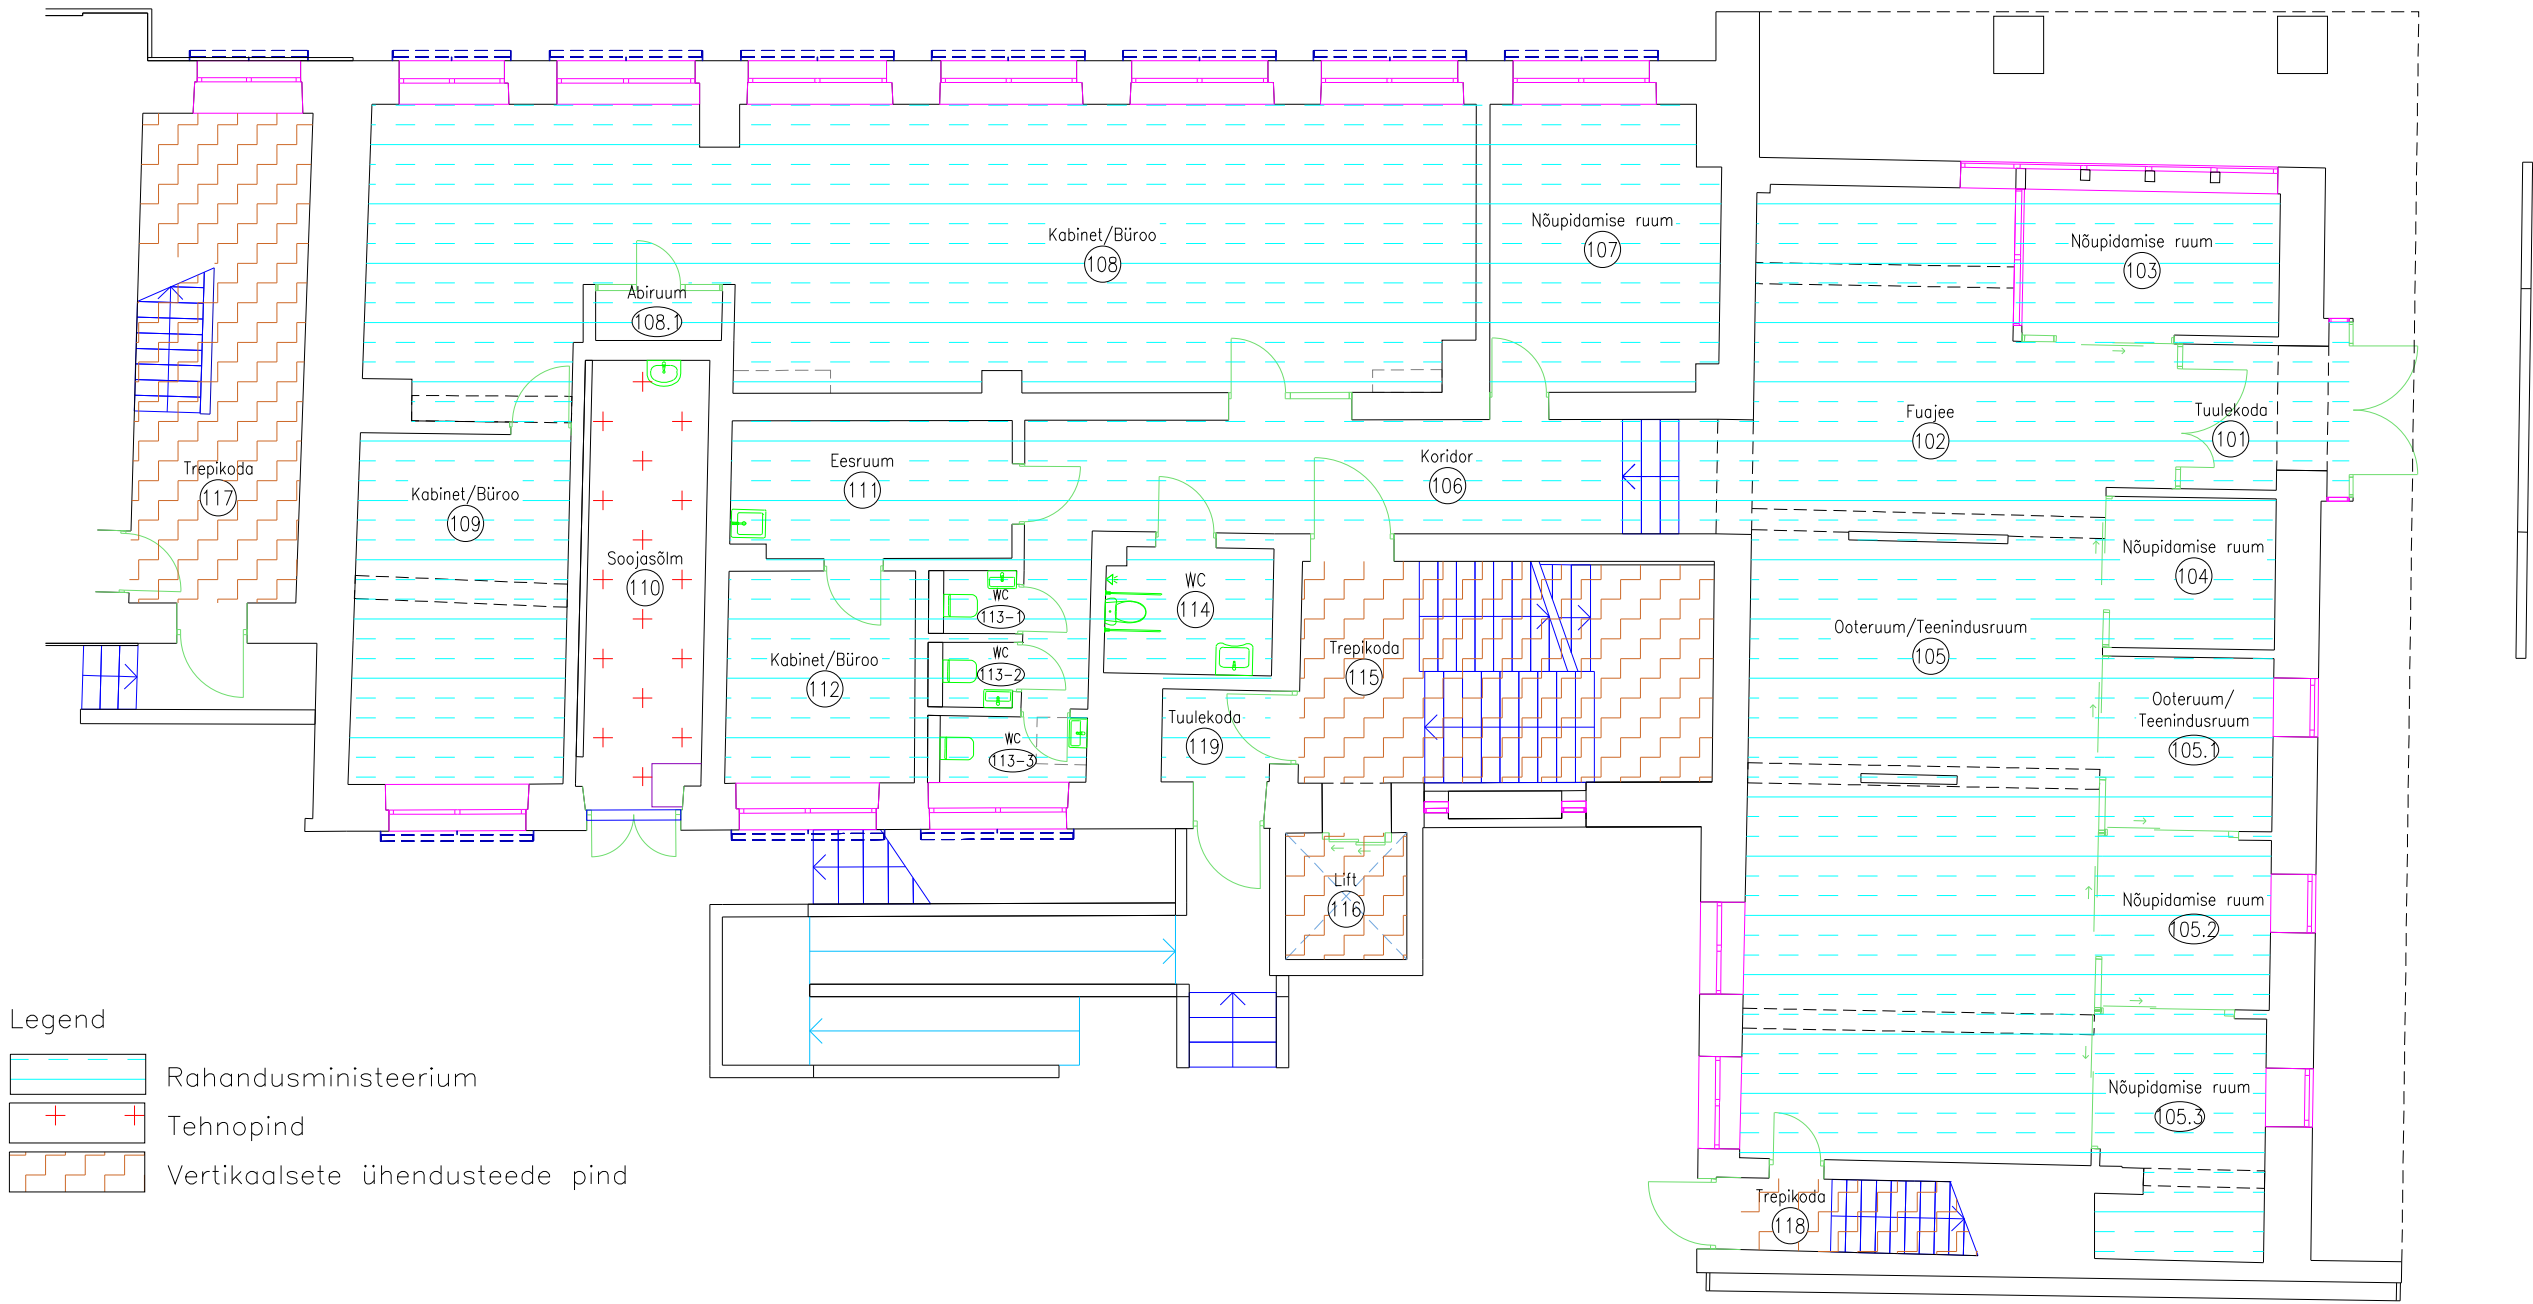 Nõupidamise ruum
107
Kabinet/Büroo
108
Nõupidamise ruum
103
Abiruum
108.1
Fuajee
102
Tuulekoda
101
Trepikoda
117
Kabinet/Büroo
109
Eesruum
111
Koridor
106
Soojasõlm
110
Nõupidamise ruum
104
WC
113-1
WC
114
Ooteruum/Teenindusruum
105
Kabinet/Büroo
112
WC
113-2
Trepikoda
115
WC
113-3
Tuulekoda
119
Ooteruum/
Teenindusruum
105.1
Lift
116
Nõupidamise ruum
105.2
Nõupidamise ruum
105.3
Trepikoda
118
Legend
Rahandusministeerium
Tehnopind
Vertikaalsete ühendusteede pind